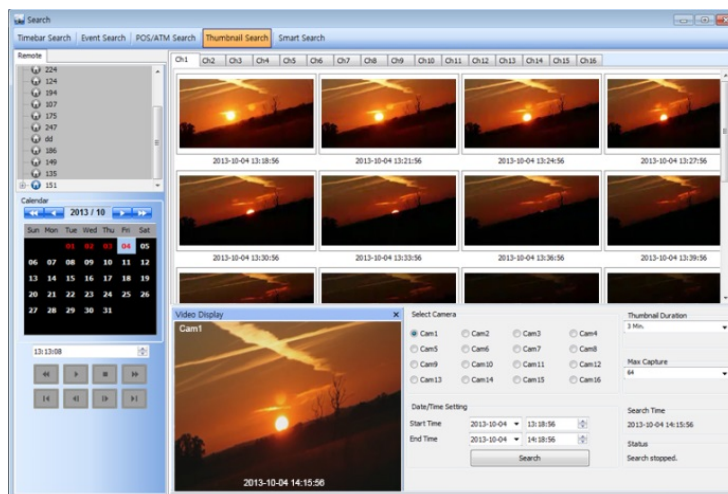 Search
Timebar Search Event Search POS/ATM Search Thumbnail Search Smart Search
Remote
224
124
194
107
175
247
dd
186
149
135
151
Calendar
2013 / 10
Sun Mon Tue Wed Thu Fri Sat
01 02 03 04 05
06 07 08 09 10 11 12
13 14 15 16 17 18 19
20 21 22 23 24 25 26
27 28 29 30 31
13:13:08
Ch1 Ch2 Ch3 Ch4 Ch5 Ch6 Ch7 Ch8 Ch9 Ch10 Ch11 Ch12 Ch13 Ch14 Ch15 Ch16
2013-10-04 13:18:56 2013-10-04 13:21:56 2013-10-04 13:24:56 2013-10-04 13:27:56
2013-10-04 13:30:56 2013-10-04 13:33:56 2013-10-04 13:36:56 2013-10-04 13:39:56
Video Display
Cam1
2013-10-04 14:15:56
Select Camera
Cam1 Cam2 Cam3 Cam4
Cam5 Cam6 Cam7 Cam8
Cam9 Cam10 Cam11 Cam12
Cam13 Cam14 Cam15 Cam16
Date/Time Setting
Start Time 2013-10-04 13:18:56
End Time 2013-10-04 14:18:56
Search
Thumbnail Duration
3 Min.
Max Capture
64
Search Time
2013-10-04 14:15:56
Status
Search stopped.